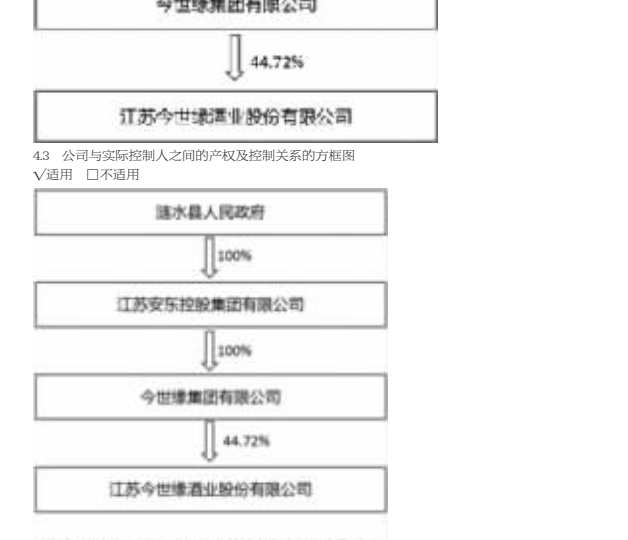 今世缘集团有限公司
44.72%
江苏今世缘酒业股份有限公司
4.3 公司与实际控制人之间的产权及控制关系的方框图
√适用 □不适用
涟水县人民政府
100%
江苏安东控股集团有限公司
100%
今世缘集团有限公司
44.72%
江苏今世缘酒业股份有限公司